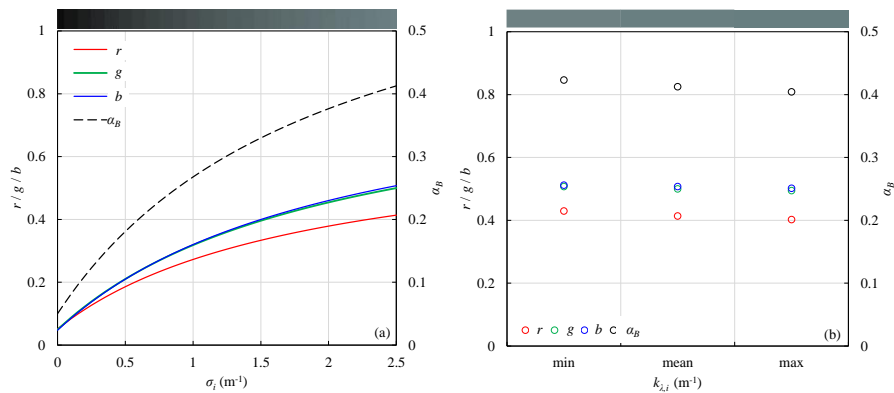 1
0.8
0.6
0.4
0.2
0
r / g / b
r
g
b
α_B
0.5
0.4
0.3
0.2
0.1
0
α_B
(a)
0 0.5 1 1.5 2 2.5
σ_i (m⁻¹)
1
0.8
0.6
0.4
0.2
0
r / g / b
0.5
0.4
0.3
0.2
0.1
0
α_B
r g b α_B
(b)
min mean max
k_{λ,i} (m⁻¹)